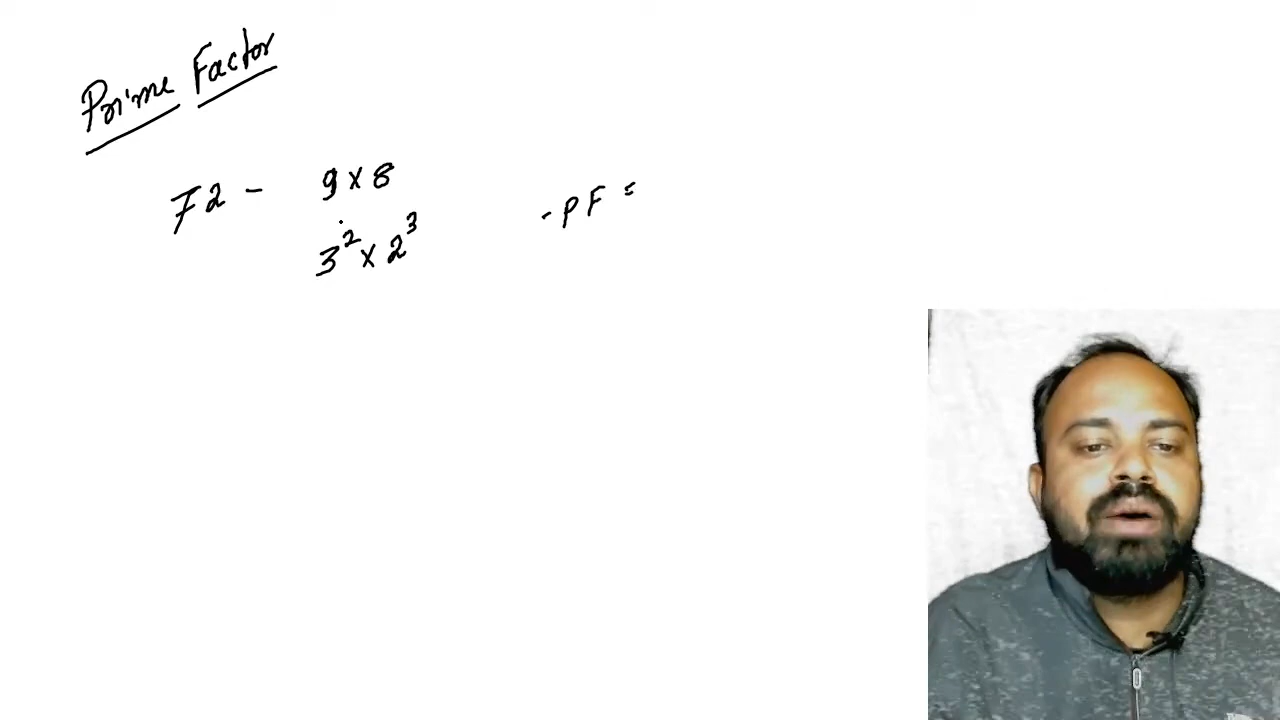 Prime Factor
72 - 9 x 8 - PF =
3² x 2³